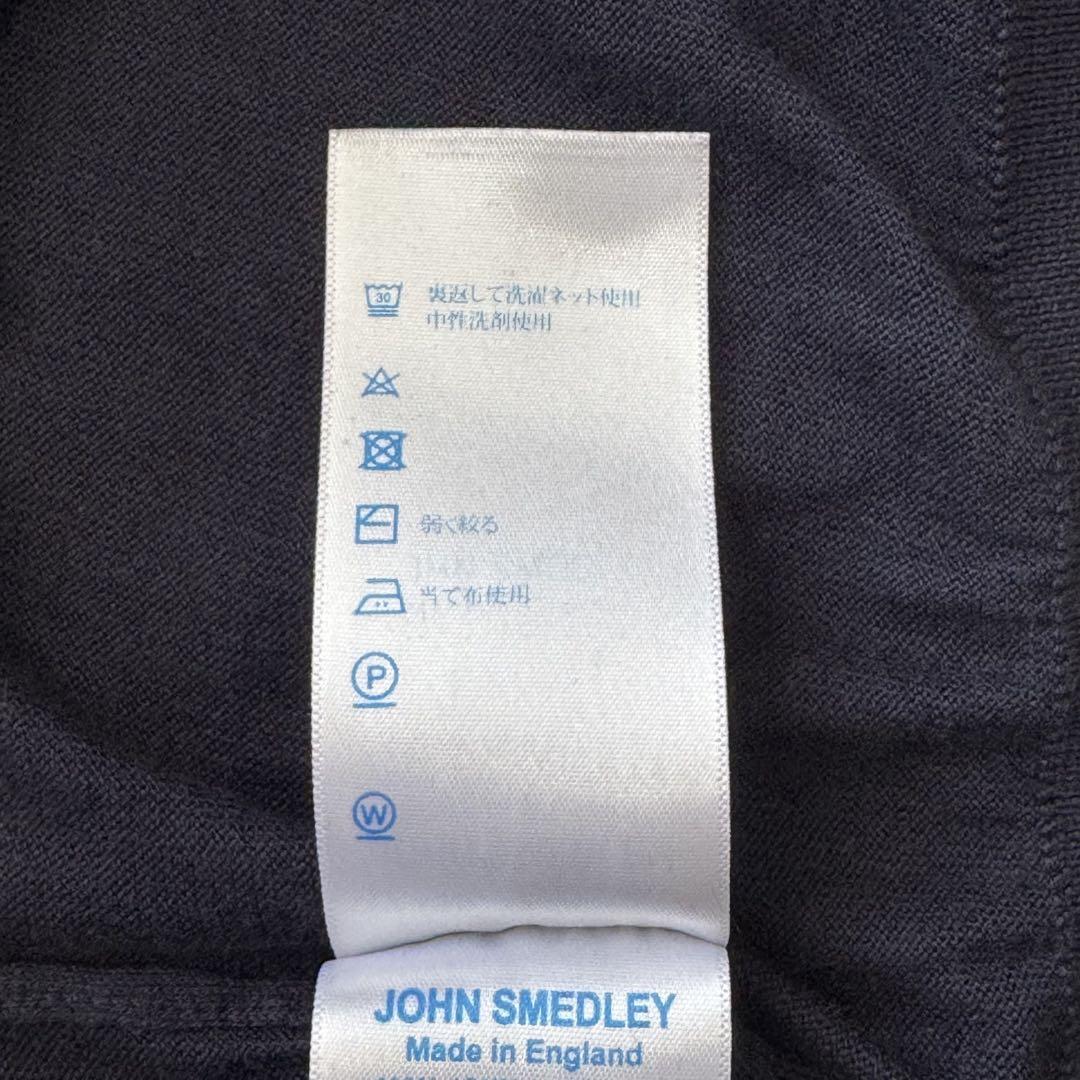 30
裏返して洗濯ネット使用
中性洗剤使用
弱く絞る
当て布使用
P
W
JOHN SMEDLEY
Made in England